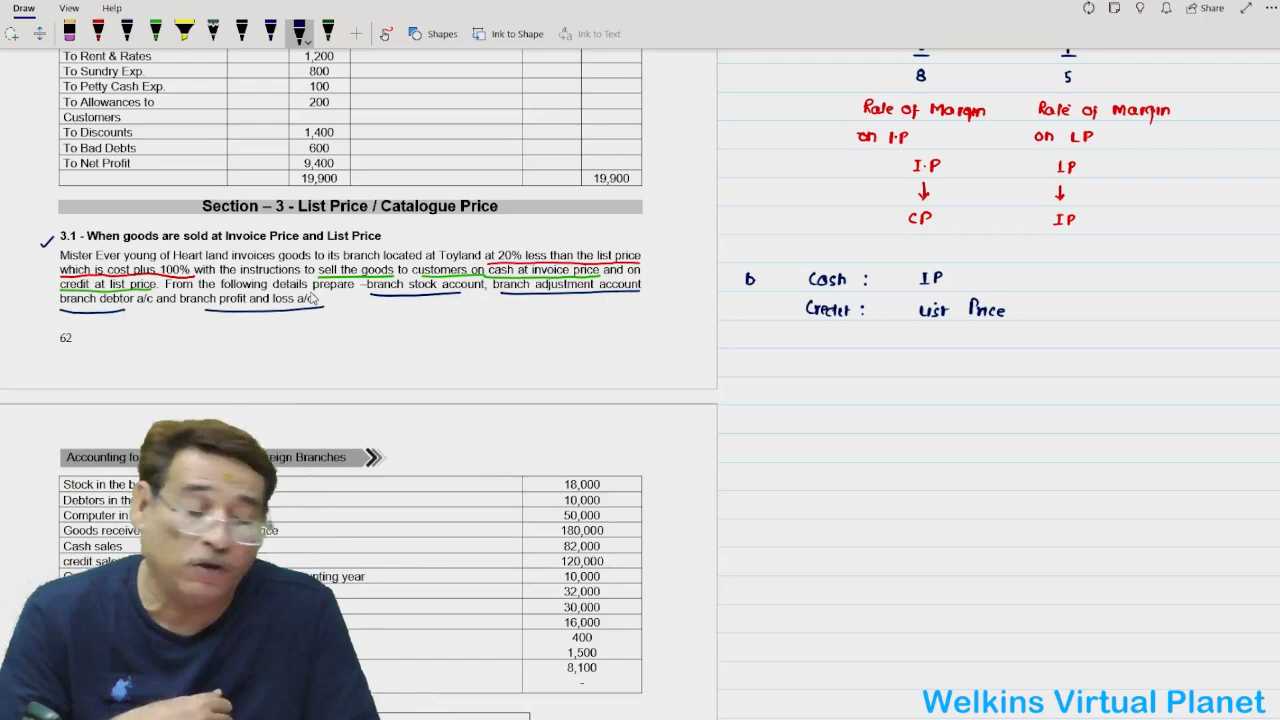 Draw View Help
Share
Shapes Ink to Shape Ink to Text
To Rent & Rates 1,200
To Sundry Exp. 800
To Petty Cash Exp. 100
To Allowances to 200
Customers
To Discounts 1,400
To Bad Debts 600
To Net Profit 9,400
19,900 19,900
Section – 3 - List Price / Catalogue Price
3.1 - When goods are sold at Invoice Price and List Price
Mister Ever young of Heart land invoices goods to its branch located at Toyland at 20% less than the list price
which is cost plus 100% with the instructions to sell the goods to customers on cash at invoice price and on
credit at list price. From the following details prepare –branch stock account, branch adjustment account
branch debtor a/c and branch profit and loss a/c.
62
Accounting fo reign Branches
Stock in the b 18,000
Debtors in the 10,000
Computer in 50,000
Goods receive ce 180,000
Cash sales 82,000
credit sal 120,000
unting year 10,000
32,000
30,000
16,000
400
1,500
8,100
-
8 5
Rate of Margin Rate of Margin
on I.P on LP
I.P LP
CP IP
Cash : IP
Credit : List Price
Welkins Virtual Planet